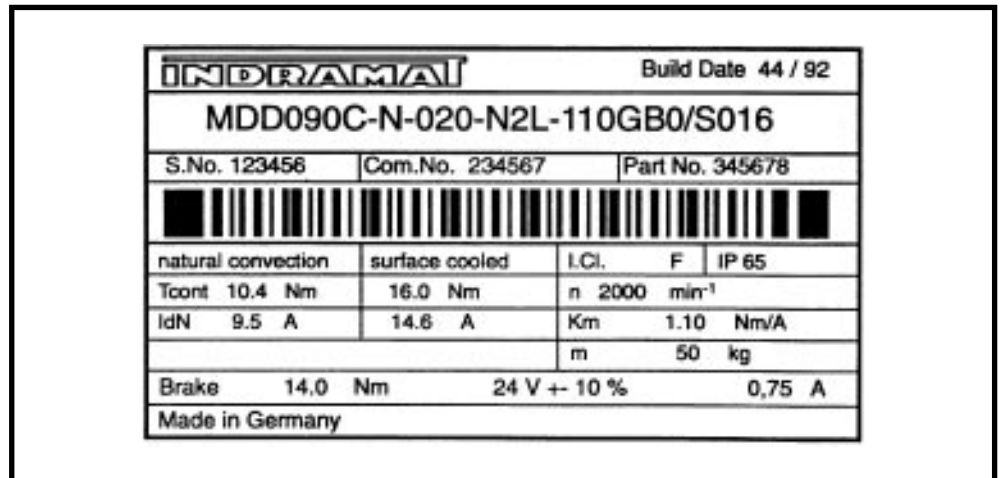 INDRAMAT Build Date 44 / 92
MDD090C-N-020-N2L-110GB0/S016
S.No. 123456 Com.No. 234567 Part No. 345678
natural convection surface cooled I.Cl. F IP 65
Tcont 10.4 Nm 16.0 Nm n 2000 min⁻¹
IdN 9.5 A 14.6 A Km 1.10 Nm/A
m 50 kg
Brake 14.0 Nm 24 V +- 10 % 0,75 A
Made in Germany